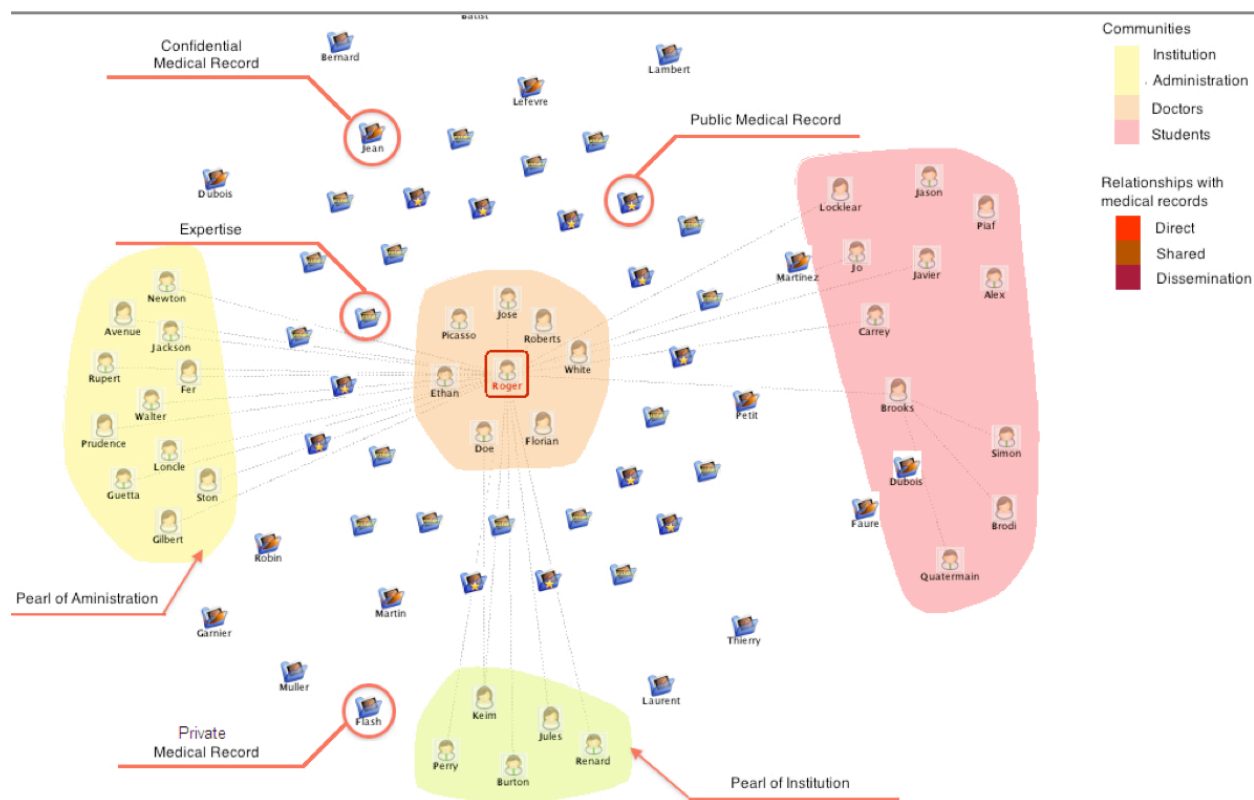 Bernard
Lambert
Confidential
Medical Record
Lefevre
Public Medical Record
Jean
Dubois
Expertise
Communities
Institution
Administration
Doctors
Students
Relationships with
medical records
Direct
Shared
Dissemination
Locklear
Jason
Piaf
Martinez
Jo
Javier
Alex
Carrey
Newton
Avenue
Jackson
Rupert
Fer
Walter
Prudence
Loncle
Guetta
Ston
Gilbert
Jose
Picasso
Roberts
White
Ethan
Roger
Doe
Florian
Petit
Brooks
Simon
Dubois
Brodi
Faure
Quatermain
Robin
Pearl of Aministration
Martin
Garnier
Thierry
Muller
Laurent
Flash
Private
Medical Record
Keim
Jules
Perry
Renard
Burton
Pearl of Institution